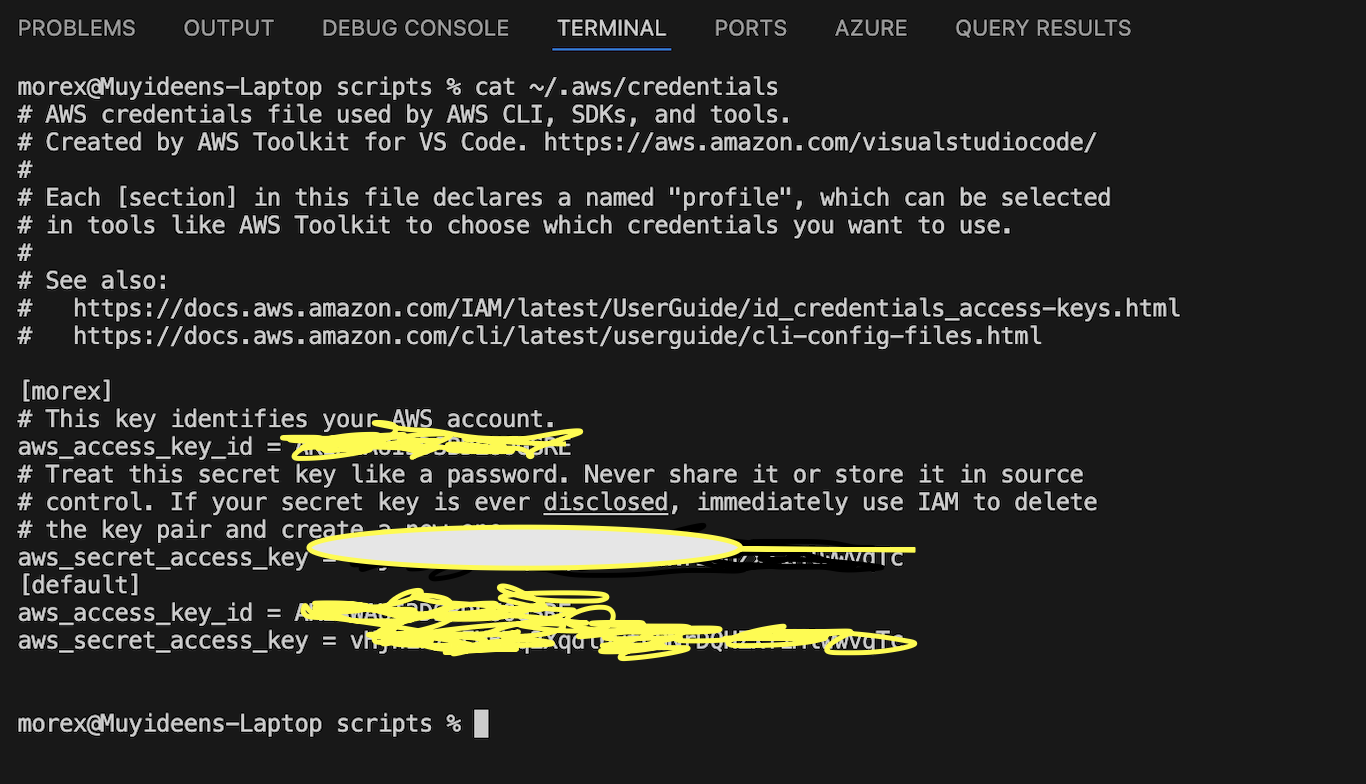 PROBLEMS OUTPUT DEBUG CONSOLE TERMINAL PORTS AZURE QUERY RESULTS
morex@Muyideens-Laptop scripts % cat ~/.aws/credentials
# AWS credentials file used by AWS CLI, SDKs, and tools.
# Created by AWS Toolkit for VS Code. https://aws.amazon.com/visualstudiocode/
#
# Each [section] in this file declares a named "profile", which can be selected
# in tools like AWS Toolkit to choose which credentials you want to use.
#
# See also:
#   https://docs.aws.amazon.com/IAM/latest/UserGuide/id_credentials_access-keys.html
#   https://docs.aws.amazon.com/cli/latest/userguide/cli-config-files.html
[morex]
# This key identifies your AWS account.
aws_access_key_id =
# Treat this secret key like a password. Never share it or store it in source
# control. If your secret key is ever disclosed, immediately use IAM to delete
# the key pair and create a new one.
aws_secret_access_key =
[default]
aws_access_key_id =
aws_secret_access_key =
morex@Muyideens-Laptop scripts %